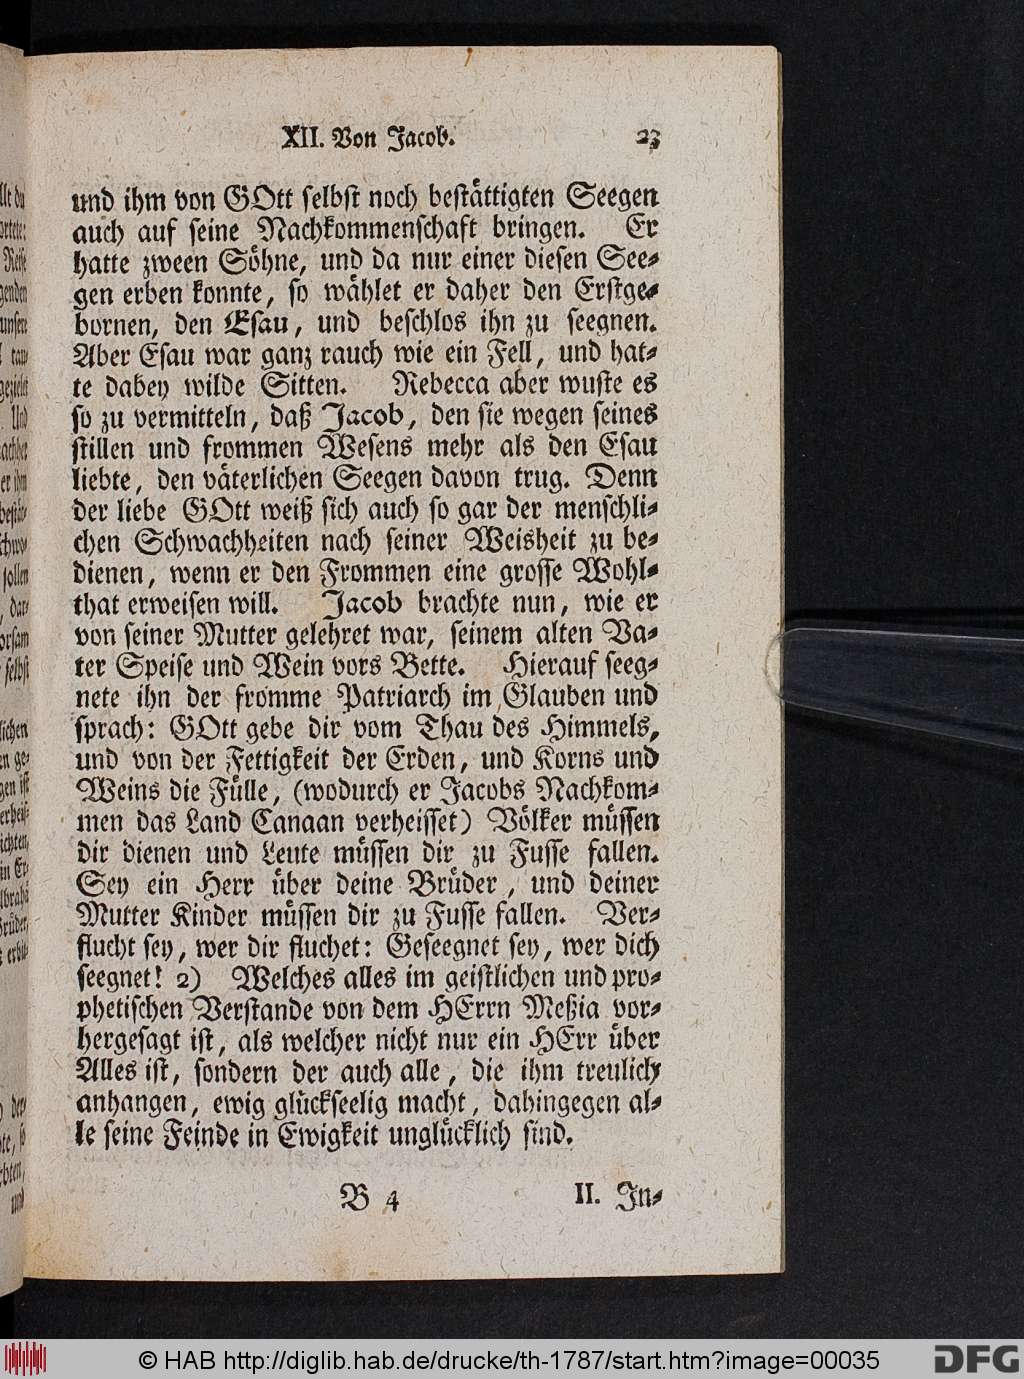 XII. Von Jacob. 23
und ihm von GOtt selbst noch bestättigten Seegen
auch auf seine Nachkommenschaft bringen. Er
hatte zween Söhne, und da nur einer diesen See-
gen erben konnte, so wählet er daher den Erstge-
bornen, den Esau, und beschlos ihn zu seegnen.
Aber Esau war ganz rauch wie ein Fell, und hat-
te dabey wilde Sitten. Rebecca aber wuste es
so zu vermitteln, daß Jacob, den sie wegen seines
stillen und frommen Wesens mehr als den Esau
liebte, den väterlichen Seegen davon trug. Denn
der liebe GOtt weiß sich auch so gar der menschli-
chen Schwachheiten nach seiner Weisheit zu be-
dienen, wenn er den Frommen eine grosse Wohl-
that erweisen will. Jacob brachte nun, wie er
von seiner Mutter gelehret war, seinem alten Va-
ter Speise und Wein vors Bette. Hierauf seeg-
nete ihn der fromme Patriarch im Glauben und
sprach: GOtt gebe dir vom Thau des Himmels,
und von der Fettigkeit der Erden, und Korns und
Weins die Fülle, (wodurch er Jacobs Nachkom-
men das Land Canaan verheisset) Völker müssen
dir dienen und Leute müssen dir zu Fusse fallen.
Sey ein Herr über deine Brüder, und deiner
Mutter Kinder müssen dir zu Fusse fallen. Ver-
flucht sey, wer dir fluchet: Geseegnet sey, wer dich
seegnet! 2) Welches alles im geistlichen und pro-
phetischen Verstande von dem HErrn Meßia vor-
hergesagt ist, als welcher nicht nur ein HErr über
Alles ist, sondern der auch alle, die ihm treulich
anhangen, ewig glückseelig macht, dahingegen al-
le seine Feinde in Ewigkeit unglücklich sind.
B 4 II. In-
© HAB http://diglib.hab.de/drucke/th-1787/start.htm?image=00035
DFG